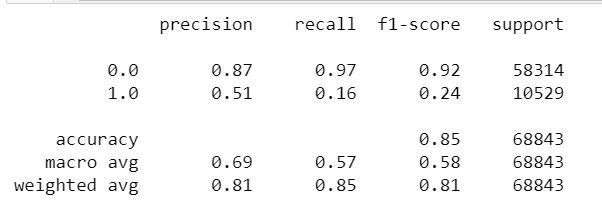 precision recall f1-score support
0.0 0.87 0.97 0.92 58314
1.0 0.51 0.16 0.24 10529
accuracy 0.85 68843
macro avg 0.69 0.57 0.58 68843
weighted avg 0.81 0.85 0.81 68843